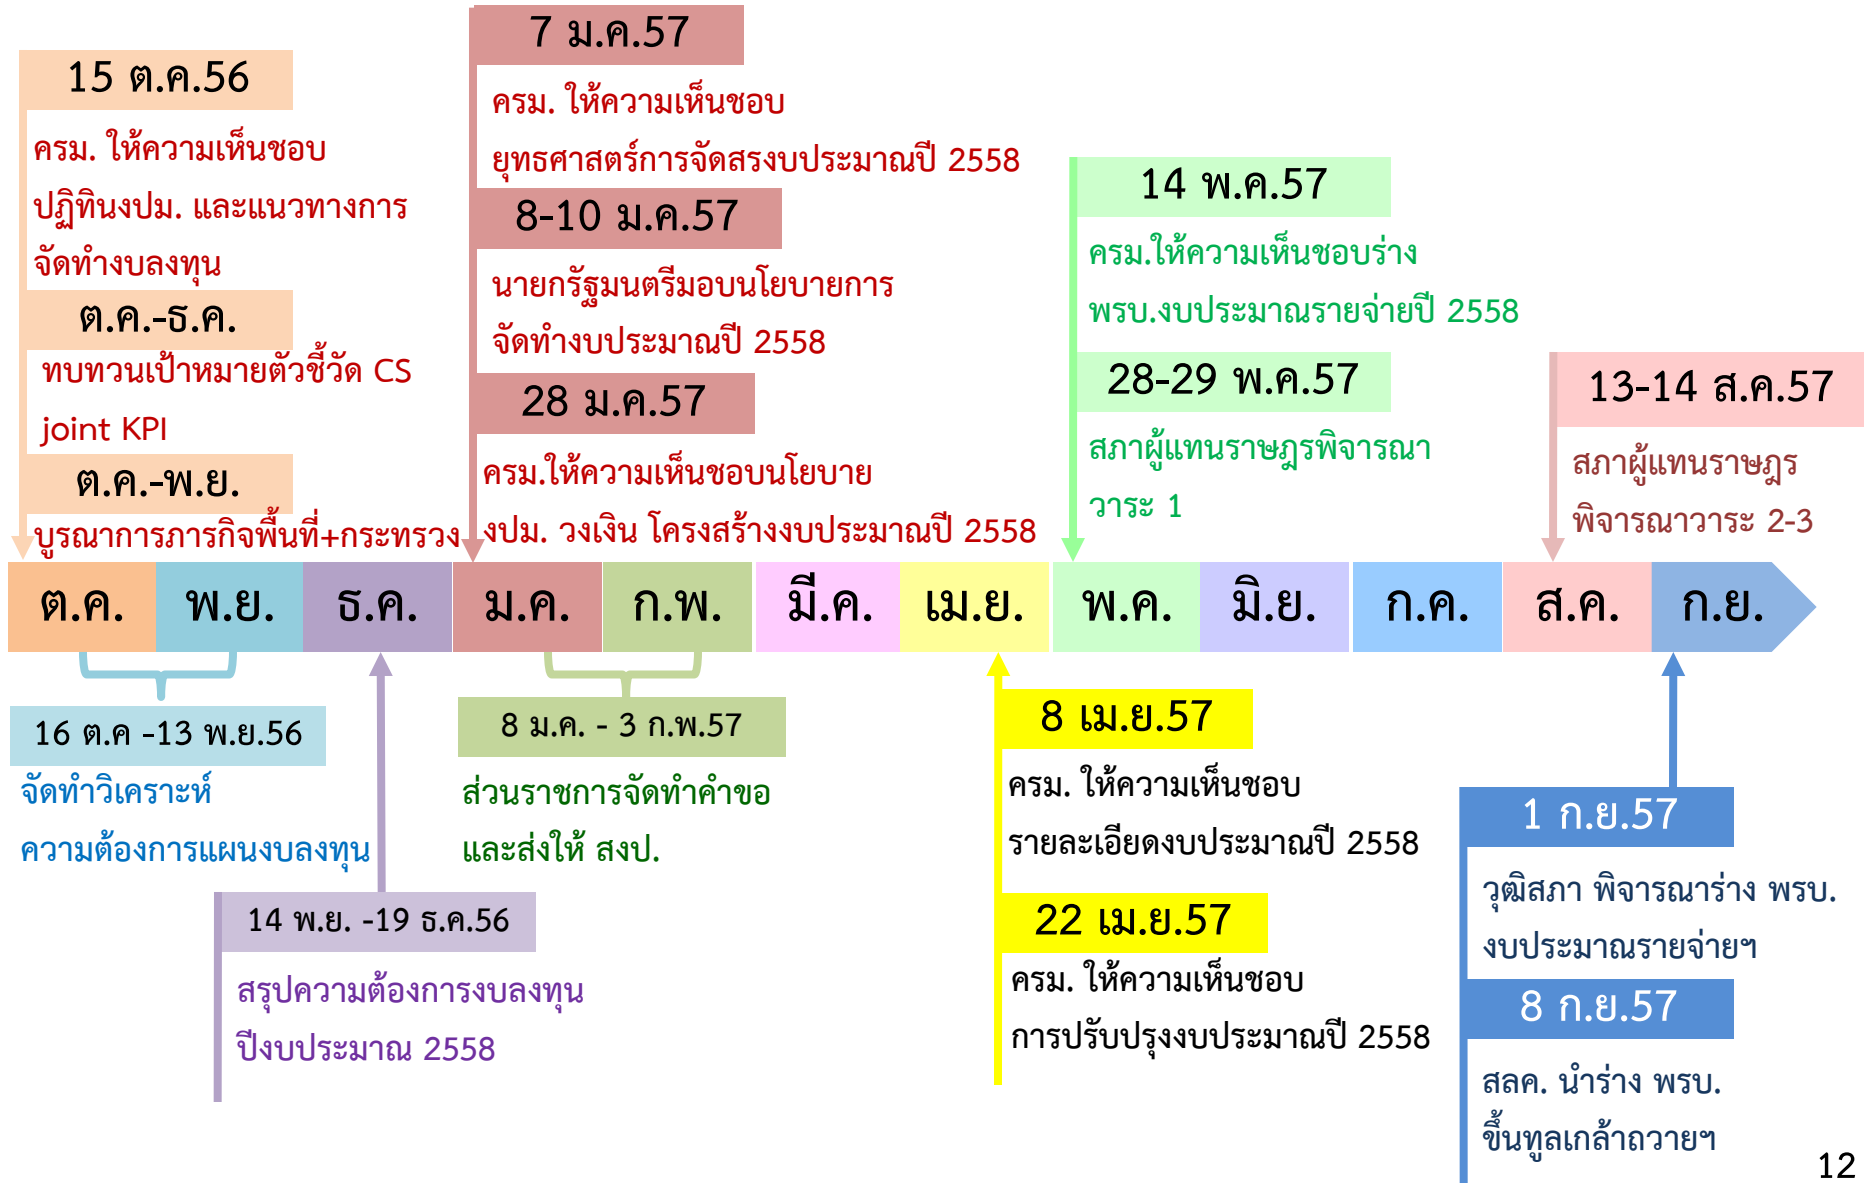 15 ต.ค.56
ครม. ให้ความเห็นชอบ
ปฏิทินงปม. และแนวทางการ
จัดทำงบลงทุน
ต.ค.-ธ.ค.
ทบทวนเป้าหมายตัวชี้วัด CS
joint KPI
ต.ค.-พ.ย.
บูรณาการภารกิจพื้นที่+กระทรวง
7 ม.ค.57
ครม. ให้ความเห็นชอบ
ยุทธศาสตร์การจัดสรงบประมาณปี 2558
8-10 ม.ค.57
นายกรัฐมนตรีมอบนโยบายการ
จัดทำงบประมาณปี 2558
28 ม.ค.57
ครม.ให้ความเห็นชอบนโยบาย
งปม. วงเงิน โครงสร้างงบประมาณปี 2558
14 พ.ค.57
ครม.ให้ความเห็นชอบร่าง
พรบ.งบประมาณรายจ่ายปี 2558
28-29 พ.ค.57
สภาผู้แทนราษฎรพิจารณา
วาระ 1
13-14 ส.ค.57
สภาผู้แทนราษฎร
พิจารณาวาระ 2-3
ต.ค. พ.ย. ธ.ค. ม.ค. ก.พ. มี.ค. เม.ย. พ.ค. มิ.ย. ก.ค. ส.ค. ก.ย.
16 ต.ค -13 พ.ย.56
จัดทำวิเคราะห์
ความต้องการแผนงบลงทุน
14 พ.ย. -19 ธ.ค.56
สรุปความต้องการงบลงทุน
ปีงบประมาณ 2558
8 ม.ค. - 3 ก.พ.57
ส่วนราชการจัดทำคำขอ
และส่งให้ สงป.
8 เม.ย.57
ครม. ให้ความเห็นชอบ
รายละเอียดงบประมาณปี 2558
22 เม.ย.57
ครม. ให้ความเห็นชอบ
การปรับปรุงงบประมาณปี 2558
1 ก.ย.57
วุฒิสภา พิจารณาร่าง พรบ.
งบประมาณรายจ่ายฯ
8 ก.ย.57
สลค. นำร่าง พรบ.
ขึ้นทูลเกล้าถวายฯ
12